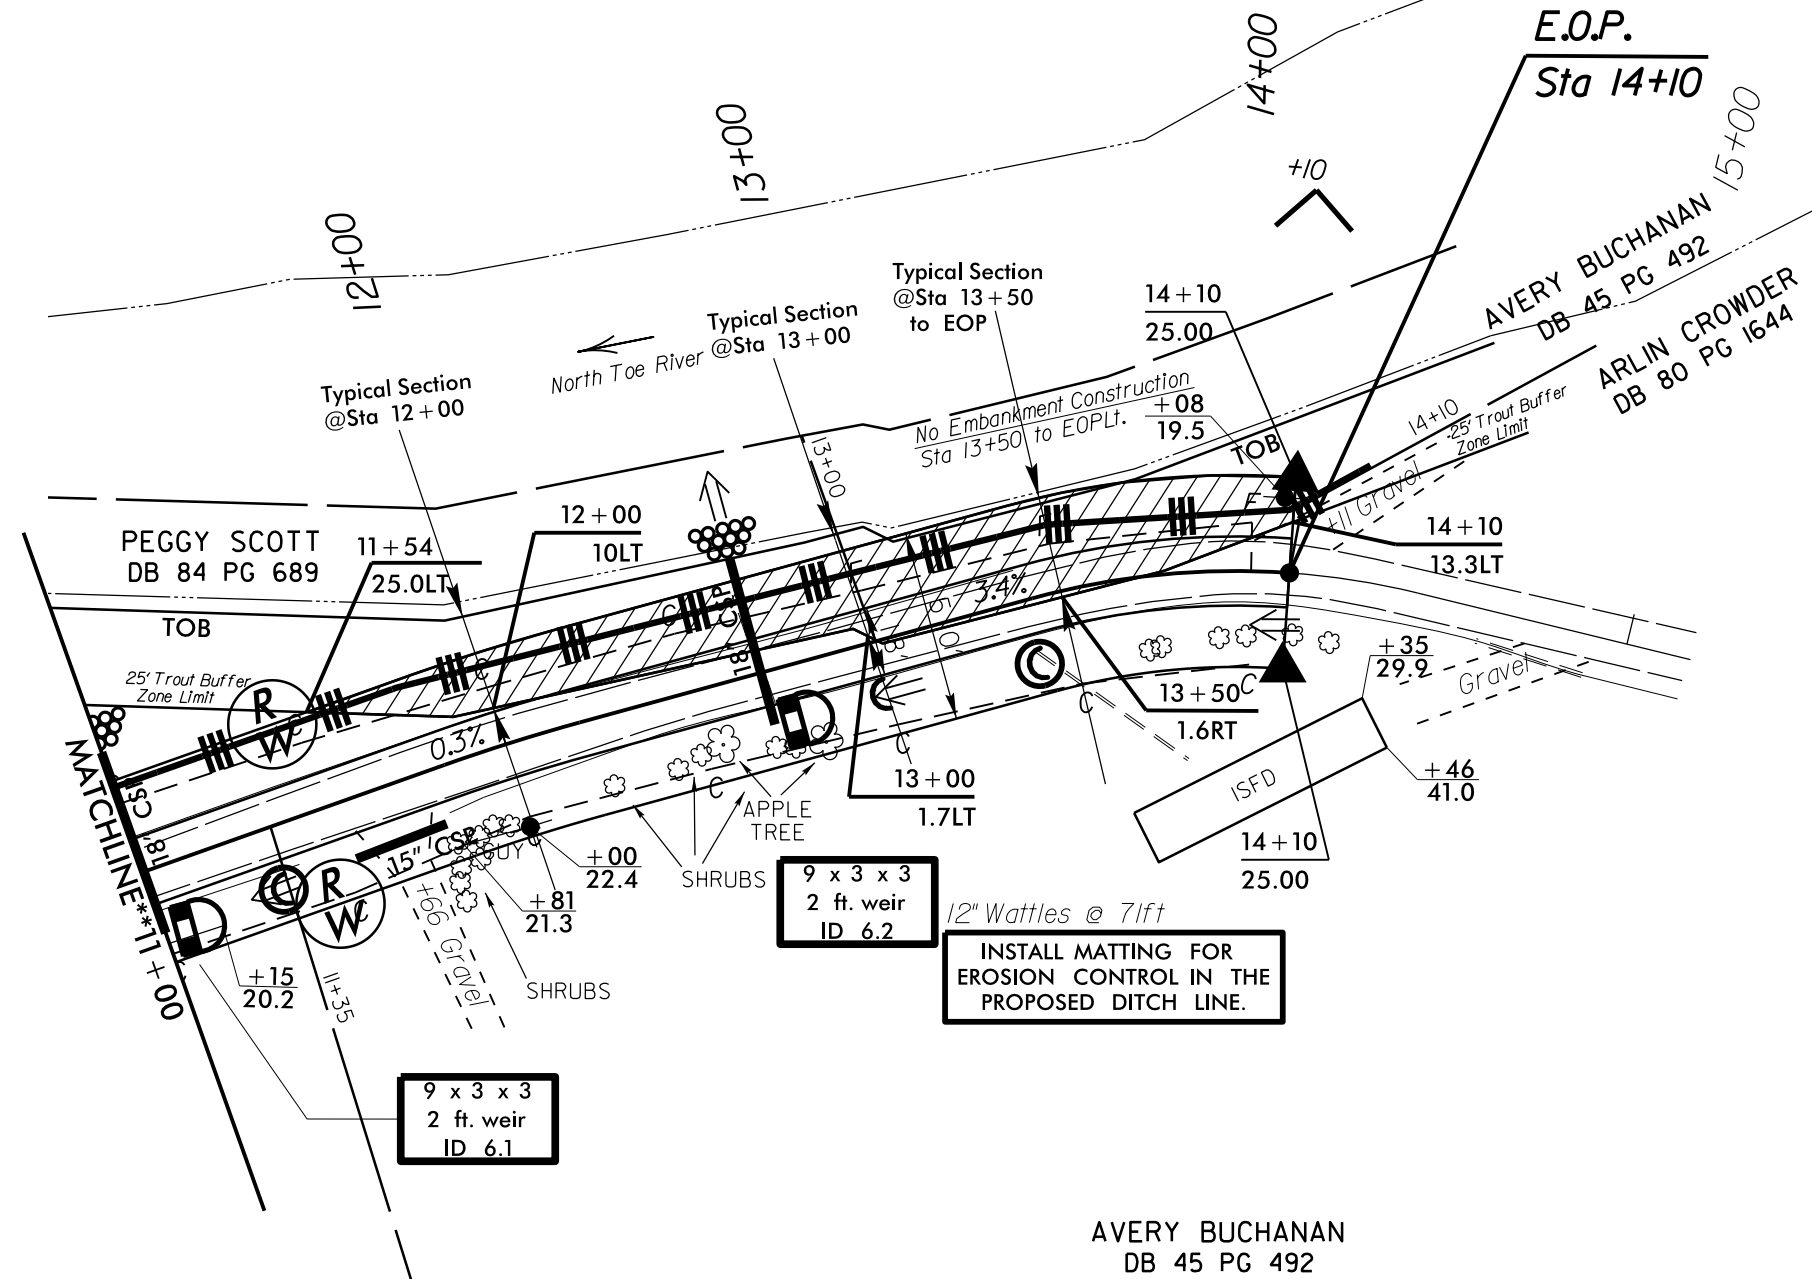 E.O.P.
Sta 14+10
14+00
13+00
12+00
15+00
+10
AVERY BUCHANAN
DB 45 PG 492
ARLIN CROWDER
DB 80 PG 1644
Typical Section
@Sta 13+50
to EOP
14+10
25.00
Typical Section
@Sta 13+00
North Toe River
Typical Section
@Sta 12+00
No Embankment Construction
Sta 13+50 to EOPLt.
+08
19.5
TOB
14+10
25' Trout Buffer
Zone Limit
+11 Gravel
13+00
12+00
10LT
14+10
13.3LT
PEGGY SCOTT
DB 84 PG 689
11+54
25.0LT
TOB
25' Trout Buffer
Zone Limit
R
W
C
0.3%
3.4%
50'
18'
18" CSP
C
C
C
+35
29.2
Gravel
13+50
1.6RT
C
C
C
13+00
1.7LT
C
ISFD
+46
41.0
APPLE
TREE
SHRUBS
14+10
25.00
MATCHLINE**11+00
18" CSP
15" CSP
GUY
C
+00
22.4
+81
21.3
C
R
W
C
+66 Gravel
SHRUBS
+15
20.2
11+35
9 x 3 x 3
2 ft. weir
ID 6.2
12" Wattles @ 71ft
INSTALL MATTING FOR
EROSION CONTROL IN THE
PROPOSED DITCH LINE.
9 x 3 x 3
2 ft. weir
ID 6.1
AVERY BUCHANAN
DB 45 PG 492